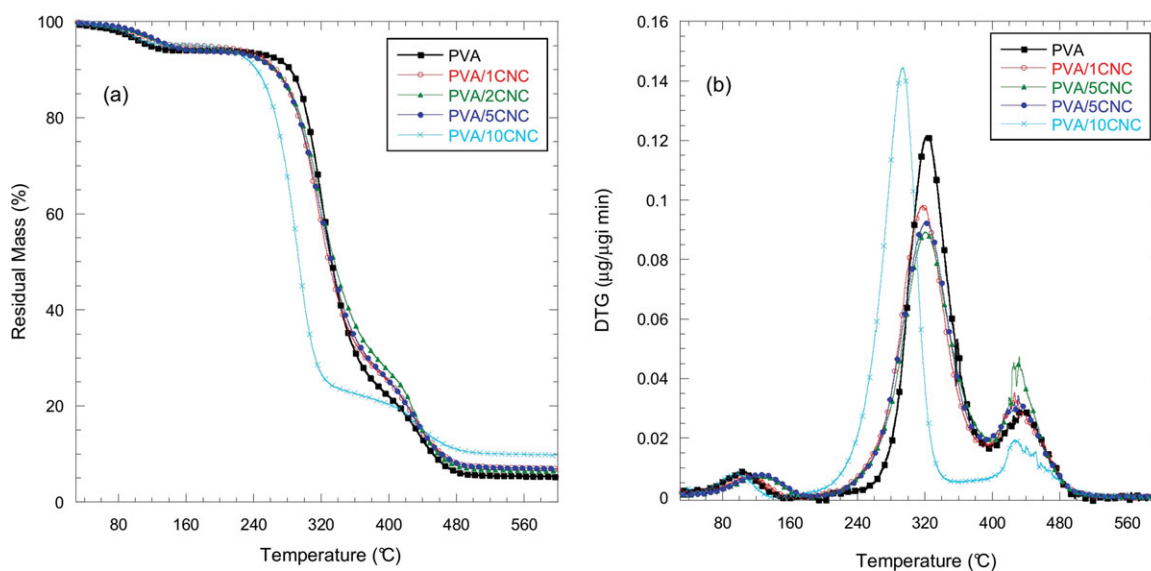 (a)
PVA
PVA/1CNC
PVA/2CNC
PVA/5CNC
PVA/10CNC
100
80
60
40
20
0
Residual Mass (%)
80 160 240 320 400 480 560
Temperature (°C)
(b)
PVA
PVA/1CNC
PVA/5CNC
PVA/5CNC
PVA/10CNC
0.16
0.14
0.12
0.1
0.08
0.06
0.04
0.02
0
DTG (µg/µgi min)
80 160 240 320 400 480 560
Temperature (°C)